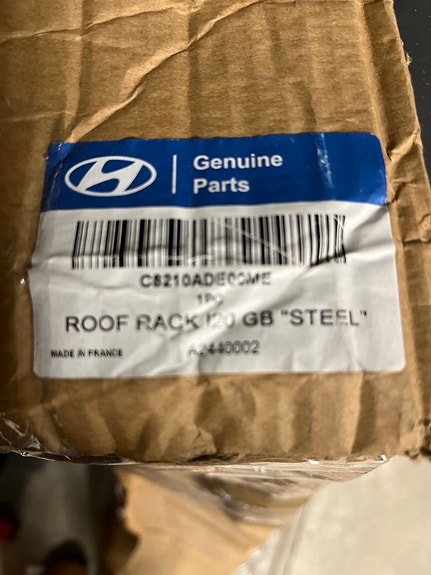 Genuine
Parts
C8210ADE00ME
1PC
ROOF RACK I20 GB "STEEL"
MADE IN FRANCE
A2440002